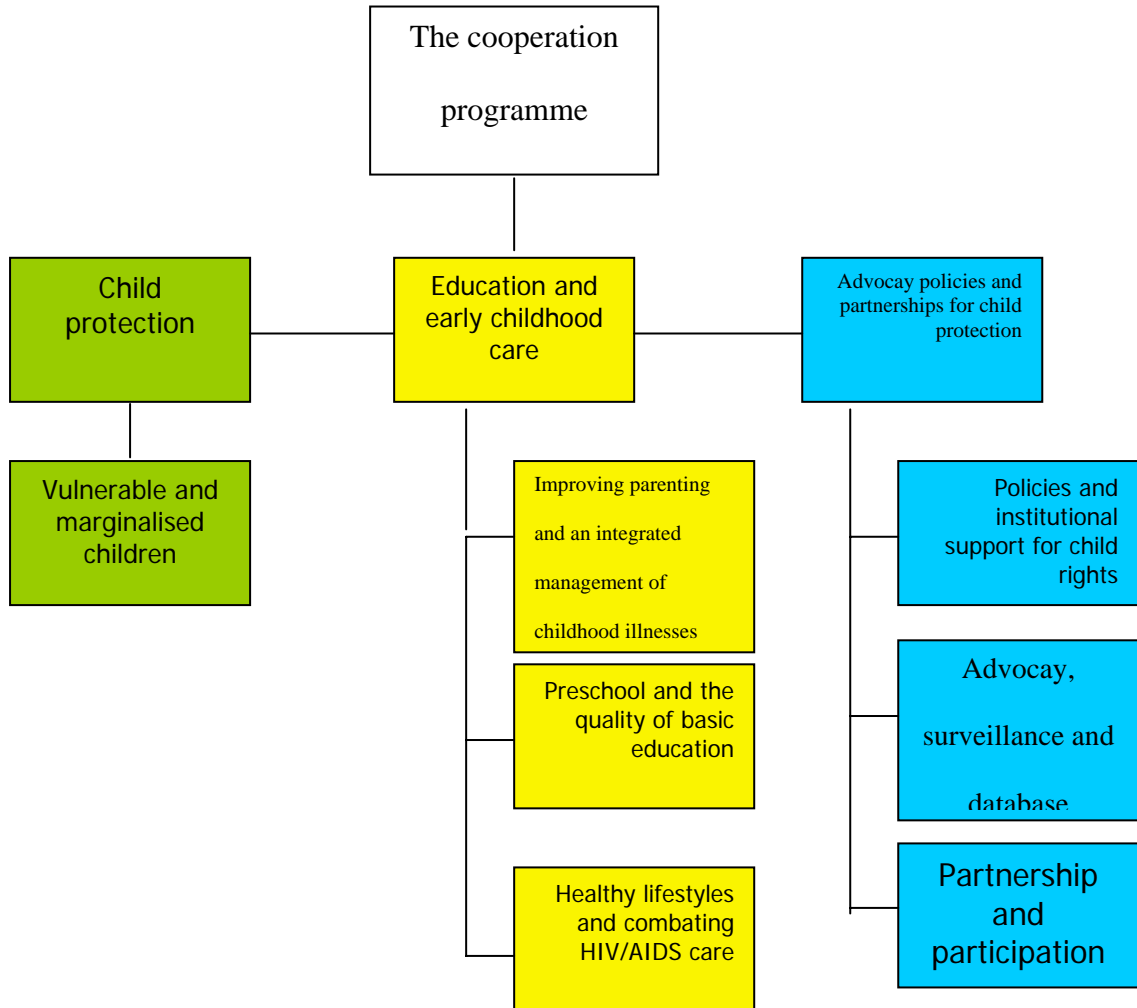 The cooperation
programme
Child
protection
Education and
early childhood
care
Advocay policies and
partnerships for child
protection
Vulnerable and
marginalised
children
Improving parenting
and an integrated
management of
childhood illnesses
Policies and
institutional
support for child
rights
Preschool and the
quality of basic
education
Advocay,
surveillance and
database
Healthy lifestyles
and combating
HIV/AIDS care
Partnership
and
participation